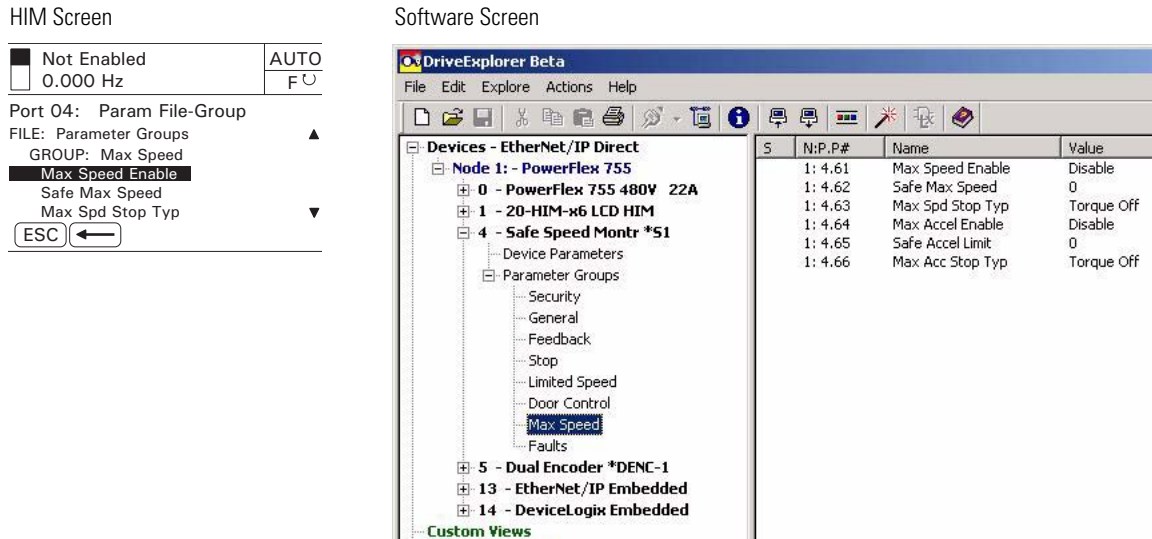 HIM Screen
Not Enabled
0.000 Hz
AUTO
F
Port 04: Param File-Group
FILE: Parameter Groups
GROUP: Max Speed
Max Speed Enable
Safe Max Speed
Max Spd Stop Typ
ESC
Software Screen
DriveExplorer Beta
File Edit Explore Actions Help
Devices - EtherNet/IP Direct
Node 1: - PowerFlex 755
0 - PowerFlex 755 480V 22A
1 - 20-HIM-x6 LCD HIM
4 - Safe Speed Montr *S1
Device Parameters
Parameter Groups
Security
General
Feedback
Stop
Limited Speed
Door Control
Max Speed
Faults
5 - Dual Encoder *DENC-1
13 - EtherNet/IP Embedded
14 - DeviceLogix Embedded
Custom Views
S N:P.P# Name Value
1: 4.61 Max Speed Enable Disable
1: 4.62 Safe Max Speed 0
1: 4.63 Max Spd Stop Typ Torque Off
1: 4.64 Max Accel Enable Disable
1: 4.65 Safe Accel Limit 0
1: 4.66 Max Acc Stop Typ Torque Off